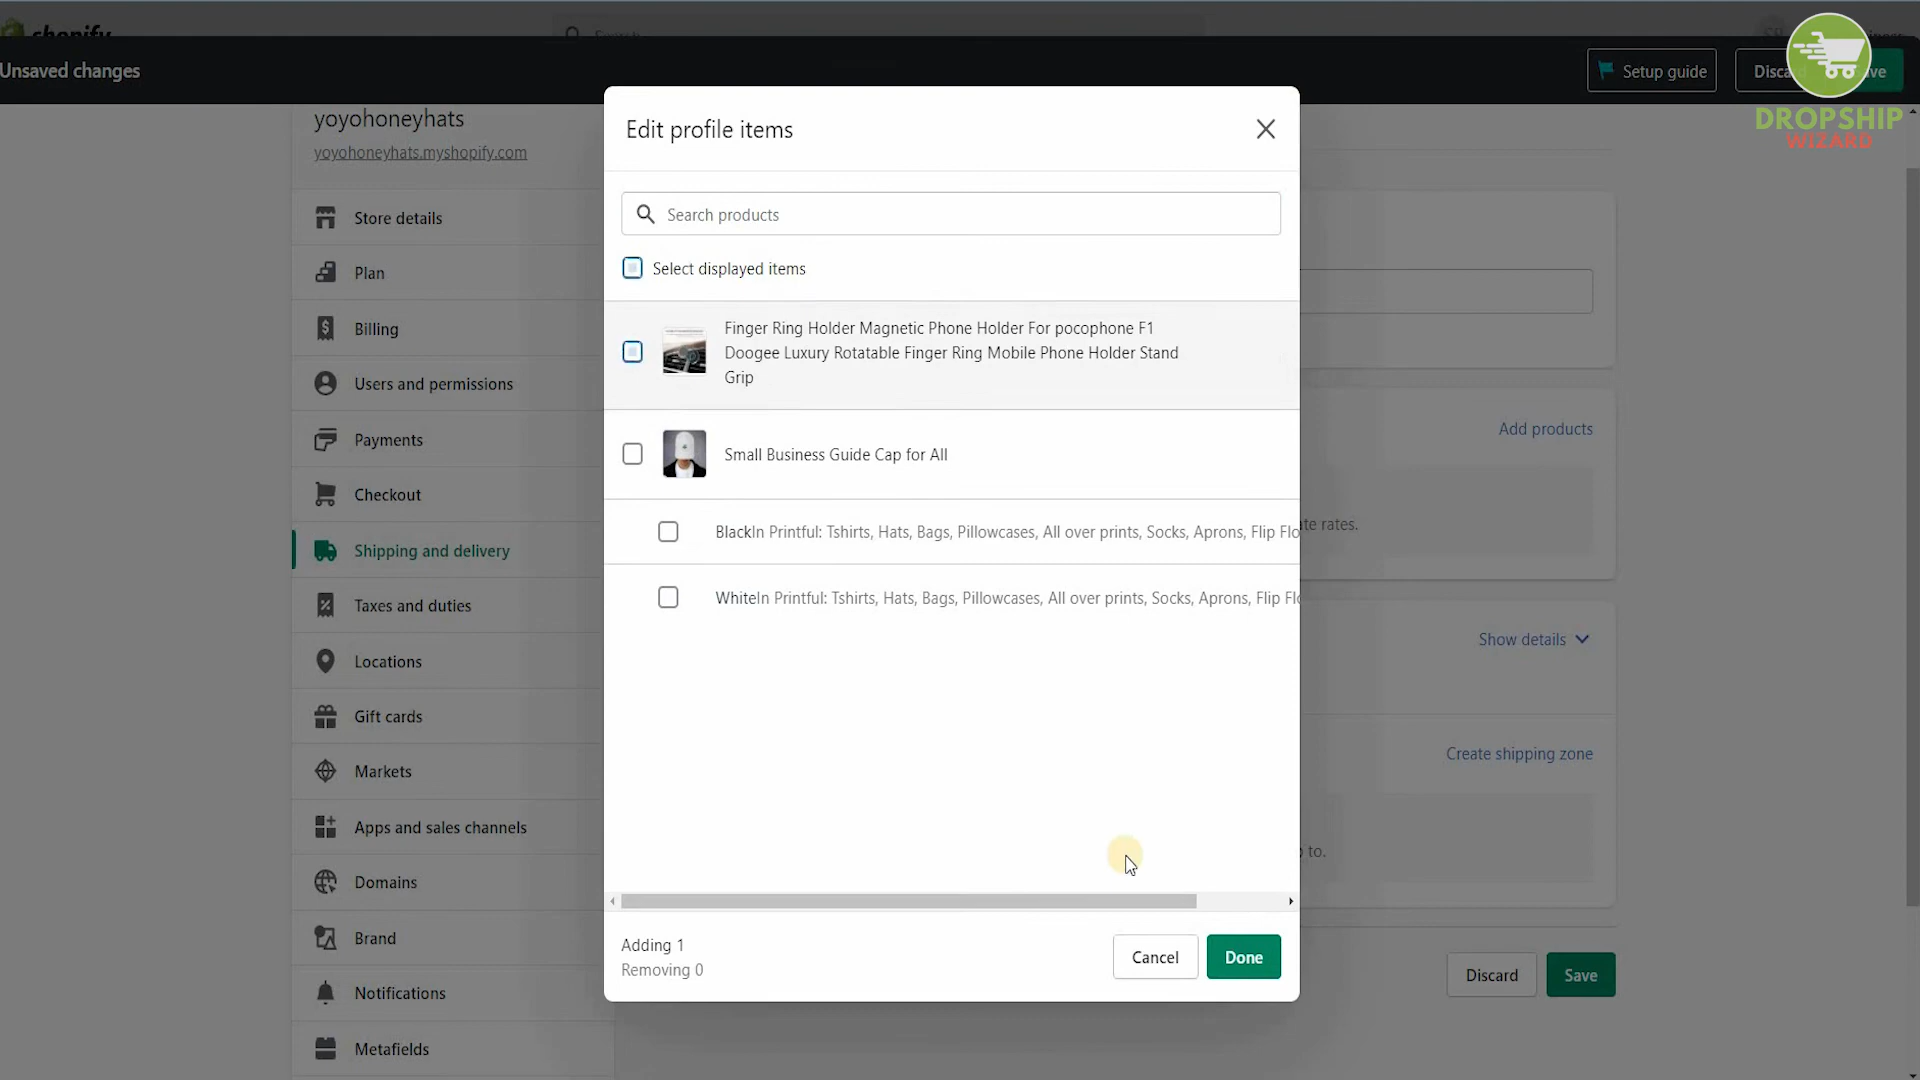 shopify
Search
Unsaved changes
Setup guide
DROPSHIP
WIZARD
yoyohoneyhats
yoyohoneyhats.myshopify.com
Store details
Plan
Billing
Users and permissions
Payments
Checkout
Shipping and delivery
Taxes and duties
Locations
Gift cards
Markets
Apps and sales channels
Domains
Brand
Notifications
Metafields
Edit profile items
Search products
Select displayed items
Finger Ring Holder Magnetic Phone Holder For pocophone F1
Doogee Luxury Rotatable Finger Ring Mobile Phone Holder Stand
Grip
Small Business Guide Cap for All
BlackIn Printful: Tshirts, Hats, Bags, Pillowcases, All over prints, Socks, Aprons, Flip Flo
WhiteIn Printful: Tshirts, Hats, Bags, Pillowcases, All over prints, Socks, Aprons, Flip Flo
Adding 1
Removing 0
Cancel
Done
Add products
te rates.
Show details
Create shipping zone
to.
Discard
Save